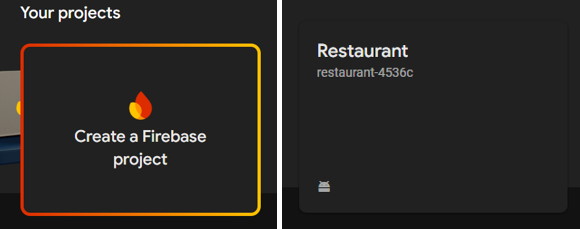 Your projects
Create a Firebase
project
Restaurant
restaurant-4536c